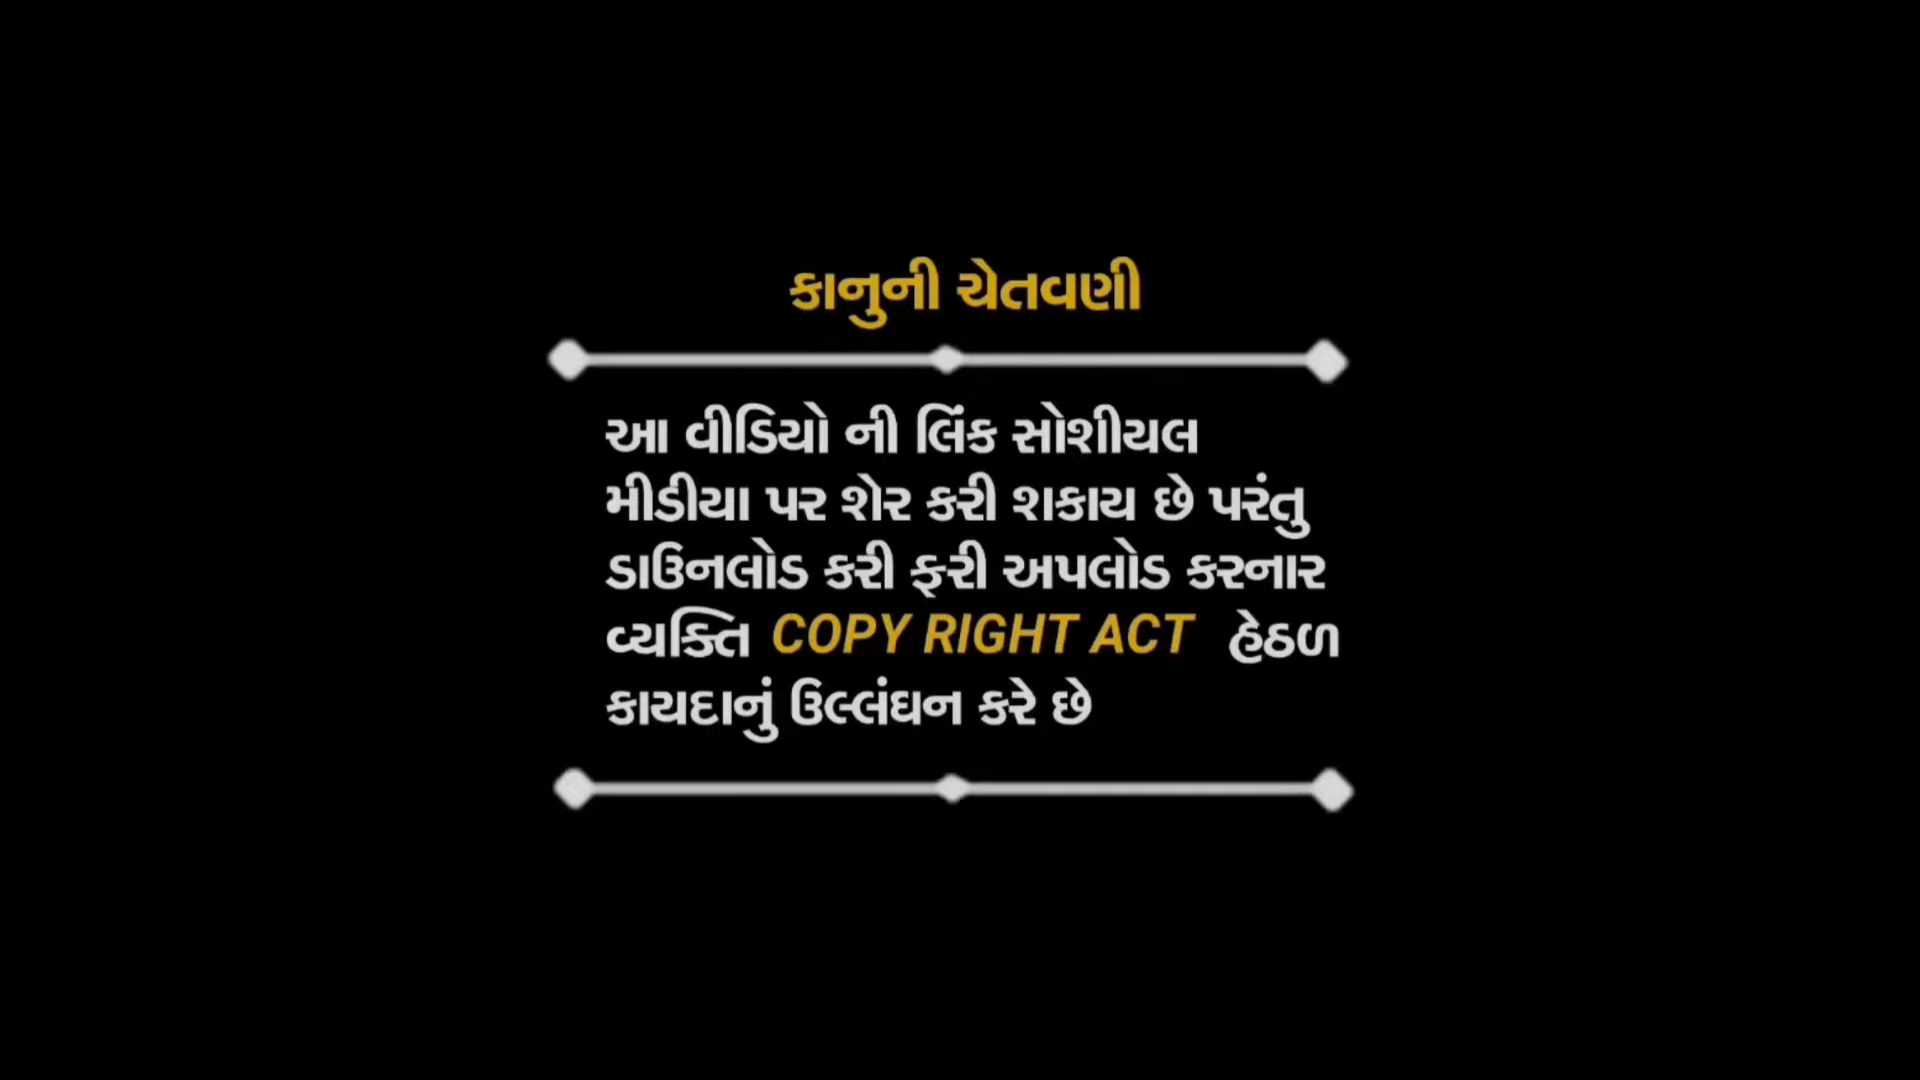 કાનુની ચેતવણી
આ વીડિયો ની લિંક સોશીયલ
મીડીયા પર શેર કરી શકાય છે પરંતુ
ડાઉનલોડ કરી ફરી અપલોડ કરનાર
વ્યક્તિ COPY RIGHT ACT હેઠળ
કાયદાનું ઉલ્લંઘન કરે છે